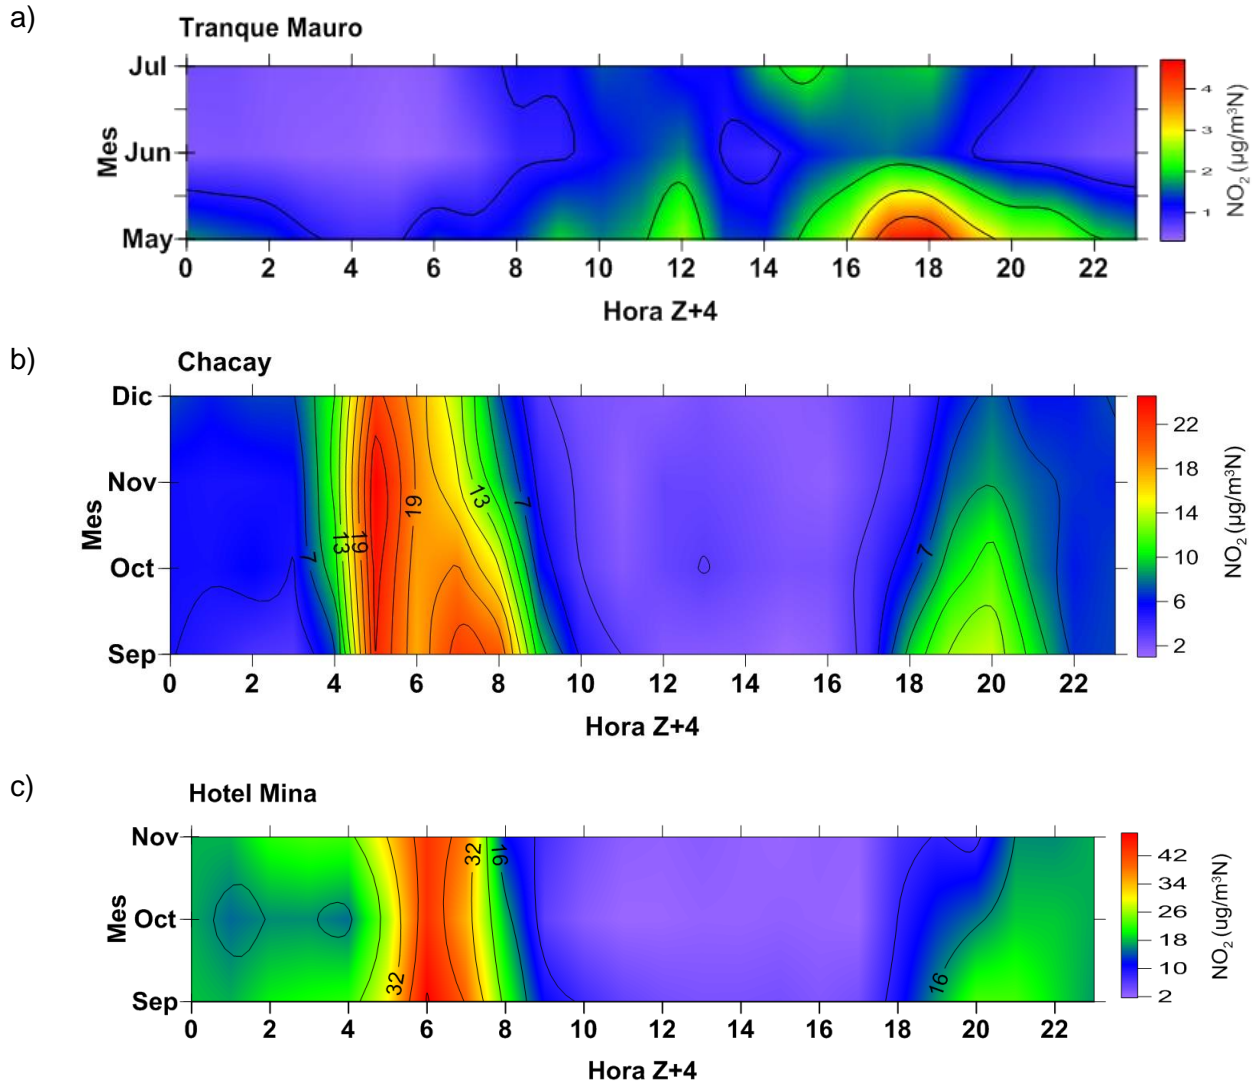 a)
Tranque Mauro
Jul
Jun
May
Mes
0 2 4 6 8 10 12 14 16 18 20 22
Hora Z+4
4
3
2
1
NO₂ (µg/m³N)
b)
Chacay
Dic
Nov
Oct
Sep
Mes
7 13 19 19 13 7 7
0 2 4 6 8 10 12 14 16 18 20 22
Hora Z+4
22
18
14
10
6
2
NO₂ (µg/m³N)
c)
Hotel Mina
Nov
Oct
Sep
Mes
32 32 16 16
0 2 4 6 8 10 12 14 16 18 20 22
Hora Z+4
42
34
26
18
10
2
NO₂ (ug/m³N)